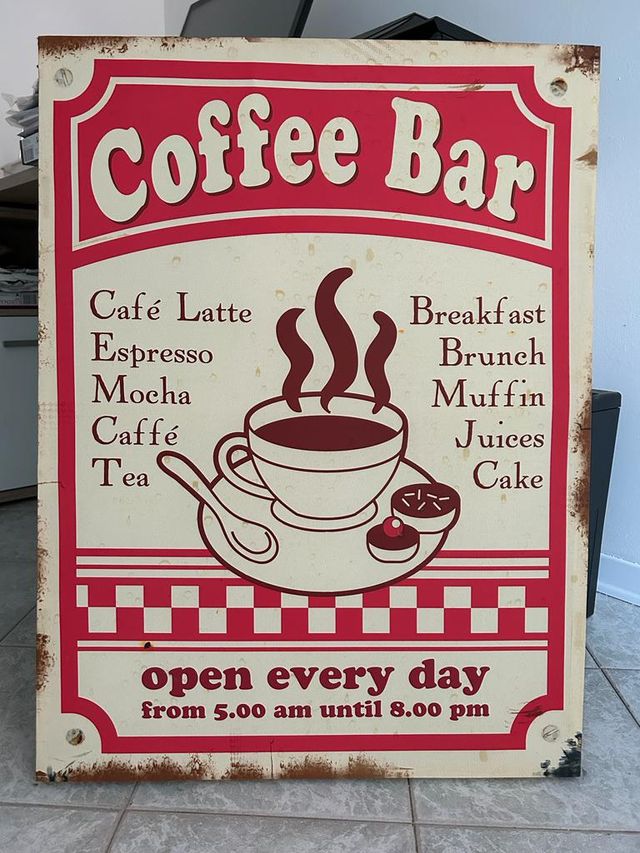 Coffee Bar
Café Latte
Espresso
Mocha
Caffé
Tea
Breakfast
Brunch
Muffin
Juices
Cake
open every day
from 5.00 am until 8.00 pm